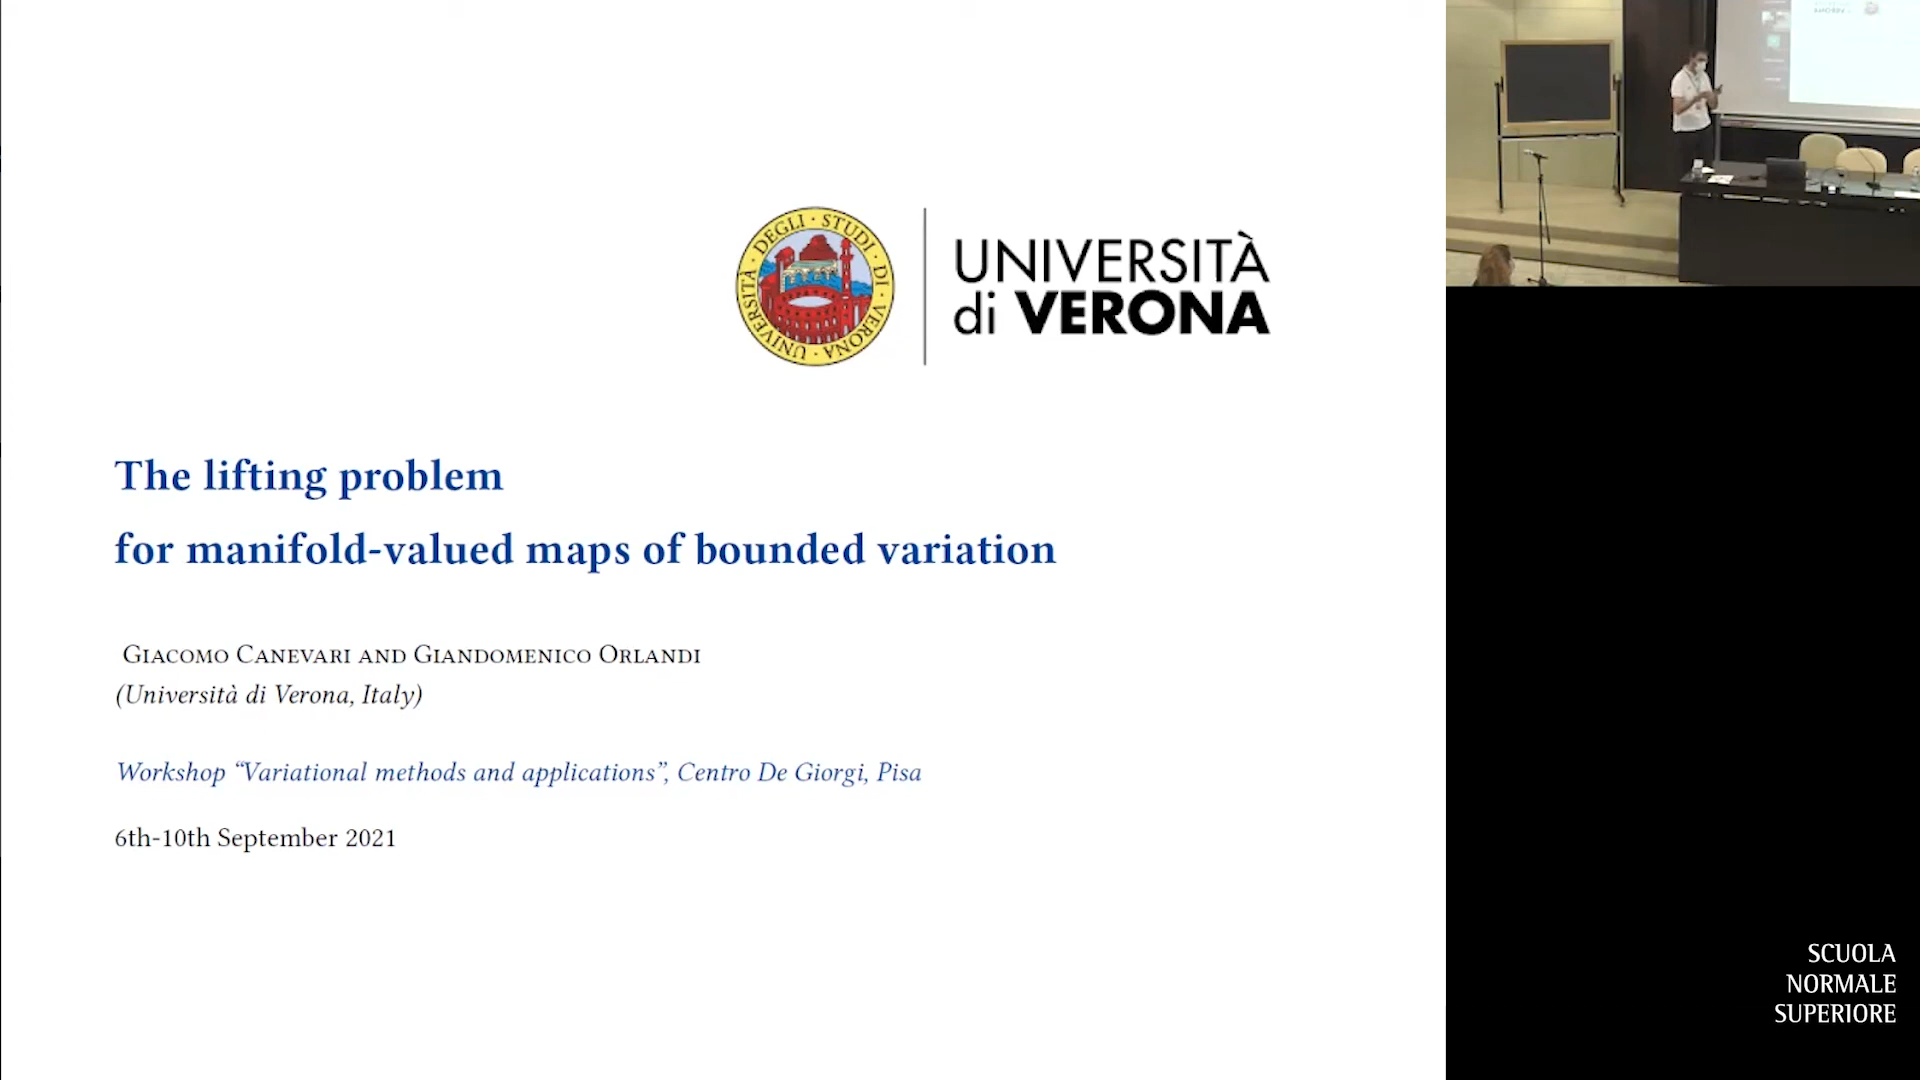 UNIVERSITÀ · DEGLI · STUDI · DI · VERONA ·
UNIVERSITÀ
di VERONA
The lifting problem
for manifold-valued maps of bounded variation
GIACOMO CANEVARI AND GIANDOMENICO ORLANDI
(Università di Verona, Italy)
Workshop “Variational methods and applications”, Centro De Giorgi, Pisa
6th-10th September 2021
SCUOLA
NORMALE
SUPERIORE